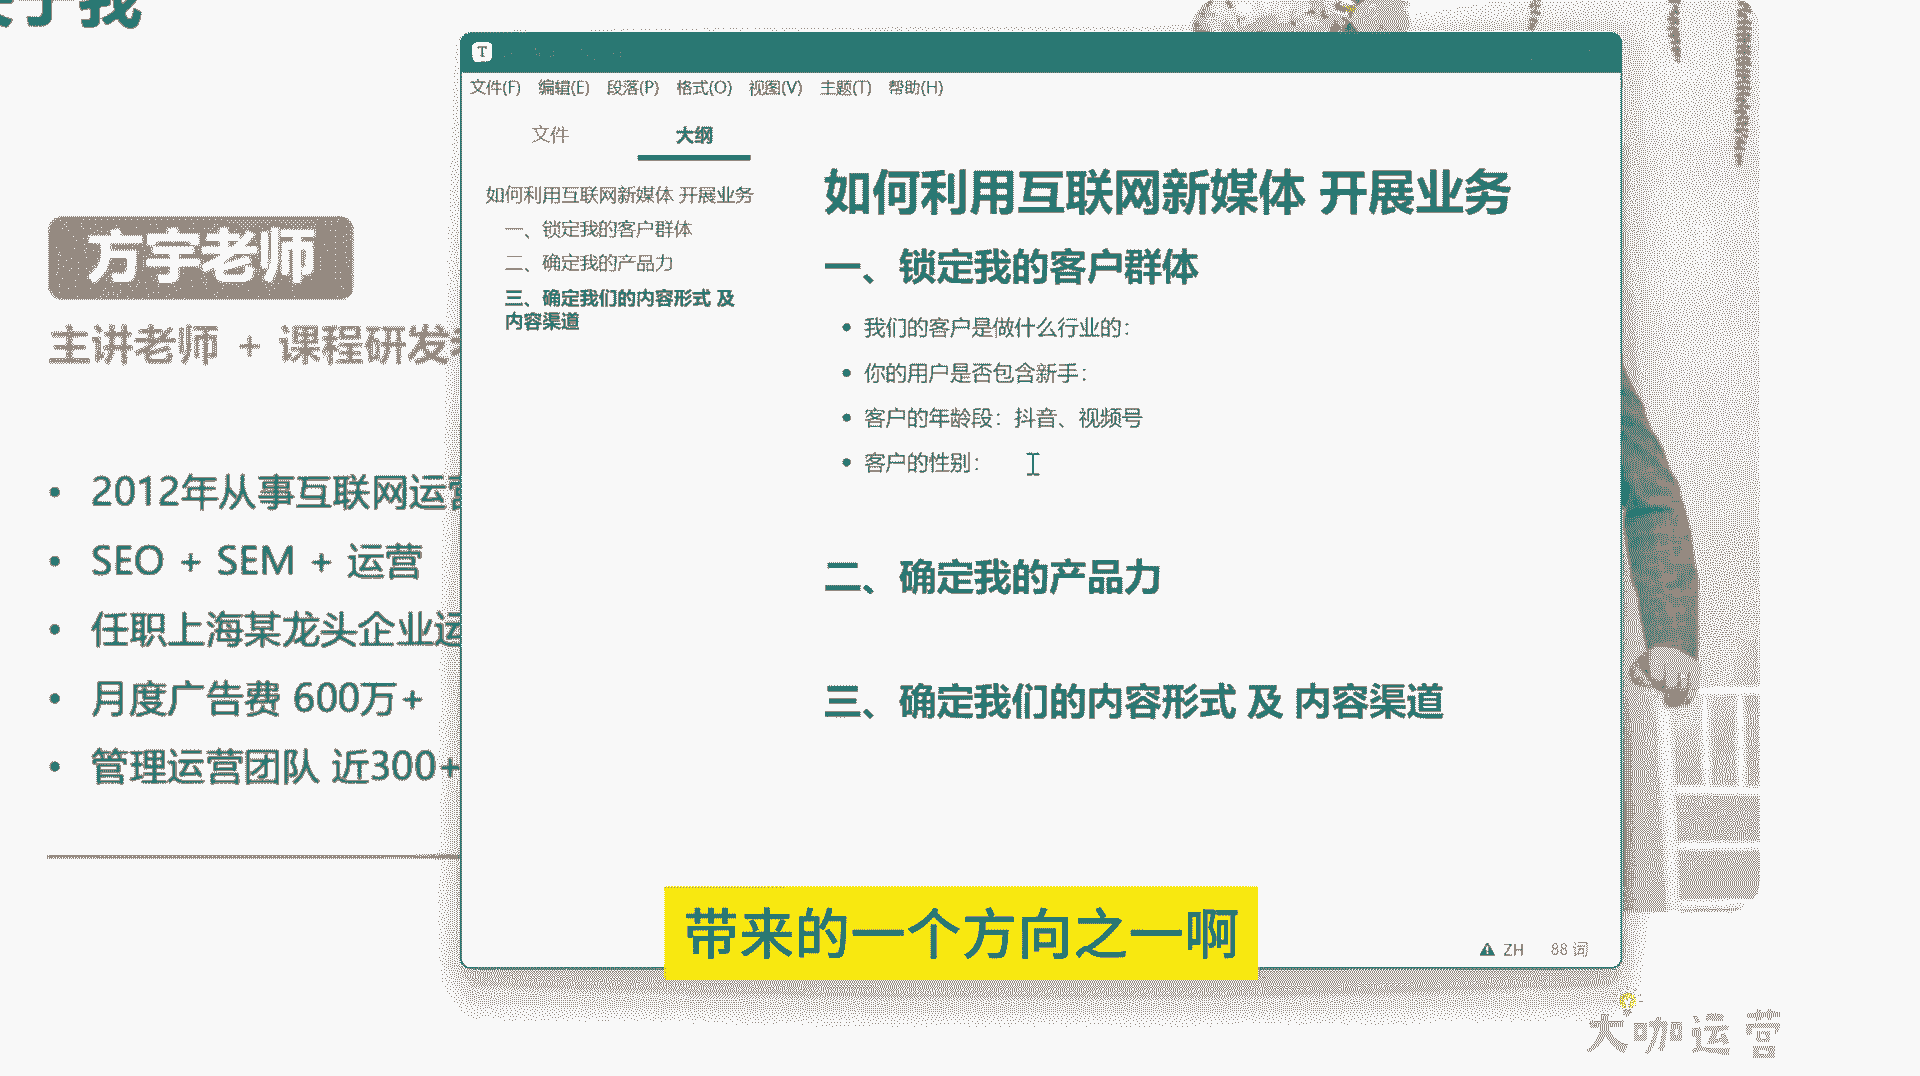 关于我
方宇老师
主讲老师 + 课程研发
2012年从事互联网运营
SEO + SEM + 运营
任职上海某龙头企业运
月度广告费 600万+
管理运营团队 近300+
T
文件(F) 编辑(E) 段落(P) 格式(O) 视图(V) 主题(T) 帮助(H)
文件 大纲
如何利用互联网新媒体 开展业务
一、锁定我的客户群体
二、确定我的产品力
三、确定我们的内容形式 及
内容渠道
如何利用互联网新媒体 开展业务
一、锁定我的客户群体
我们的客户是做什么行业的：
你的用户是否包含新手：
客户的年龄段：抖音、视频号
客户的性别：
二、确定我的产品力
三、确定我们的内容形式 及 内容渠道
ZH 88 词
带来的一个方向之一啊
大咖运营